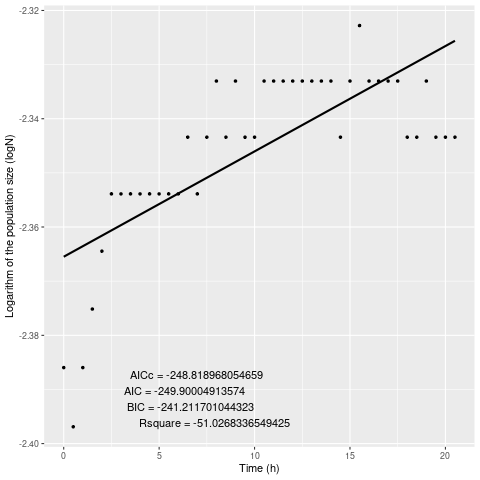 -2.32
-2.34
-2.36
-2.38
-2.40
Logarithm of the population size (logN)
AICc = -248.818968054659
AIC = -249.90004913574
BIC = -241.211701044323
Rsquare = -51.0268336549425
0 5 10 15 20
Time (h)